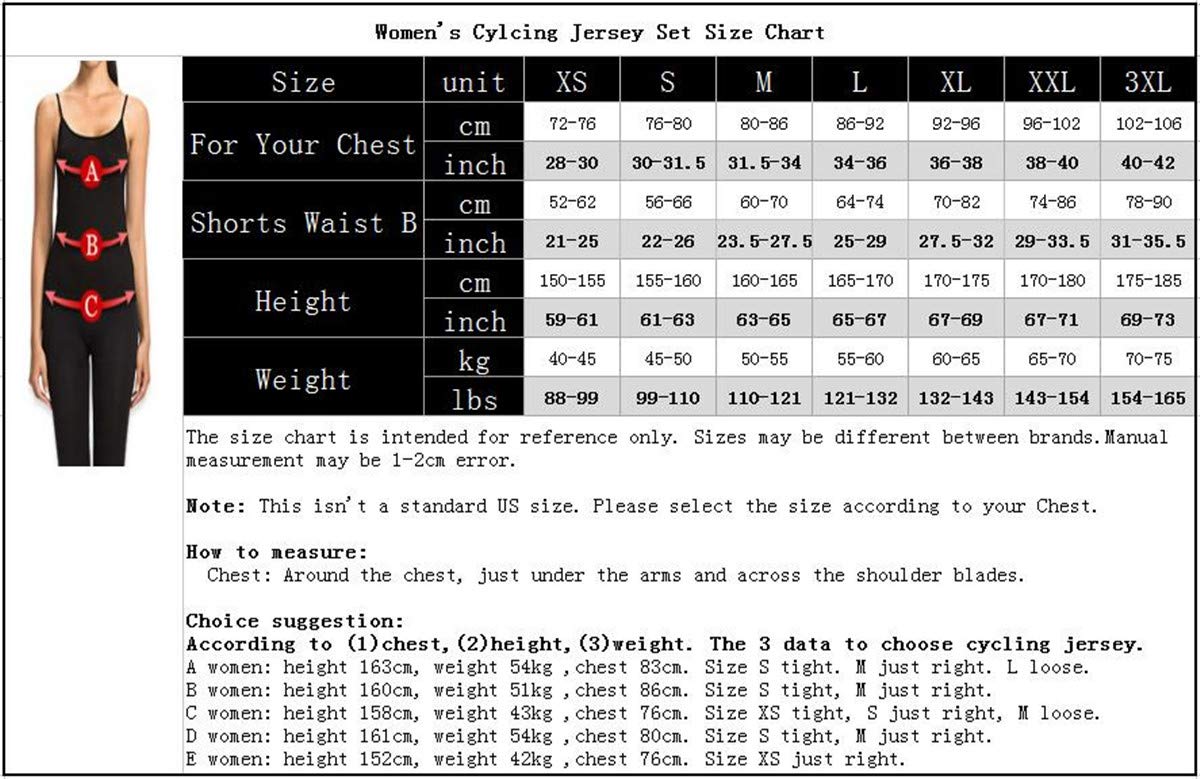 Women's Cylcing Jersey Set Size Chart
Size unit XS S M L XL XXL 3XL
For Your Chest cm 72-76 76-80 80-86 86-92 92-96 96-102 102-106
inch 28-30 30-31.5 31.5-34 34-36 36-38 38-40 40-42
Shorts Waist B cm 52-62 56-66 60-70 64-74 70-82 74-86 78-90
inch 21-25 22-26 23.5-27.5 25-29 27.5-32 29-33.5 31-35.5
Height cm 150-155 155-160 160-165 165-170 170-175 170-180 175-185
inch 59-61 61-63 63-65 65-67 67-69 67-71 69-73
Weight kg 40-45 45-50 50-55 55-60 60-65 65-70 70-75
lbs 88-99 99-110 110-121 121-132 132-143 143-154 154-165
A
B
C
The size chart is intended for reference only. Sizes may be different between brands.Manual
measurement may be 1-2cm error.
Note: This isn't a standard US size. Please select the size according to your Chest.
How to measure:
Chest: Around the chest, just under the arms and across the shoulder blades.
Choice suggestion:
According to (1)chest,(2)height,(3)weight. The 3 data to choose cycling jersey.
A women: height 163cm, weight 54kg ,chest 83cm. Size S tight. M just right. L loose.
B women: height 160cm, weight 51kg ,chest 86cm. Size S tight, M just right.
C women: height 158cm, weight 43kg ,chest 76cm. Size XS tight, S just right, M loose.
D women: height 161cm, weight 54kg ,chest 80cm. Size S tight, M just right.
E women: height 152cm, weight 42kg ,chest 76cm. Size XS just right.